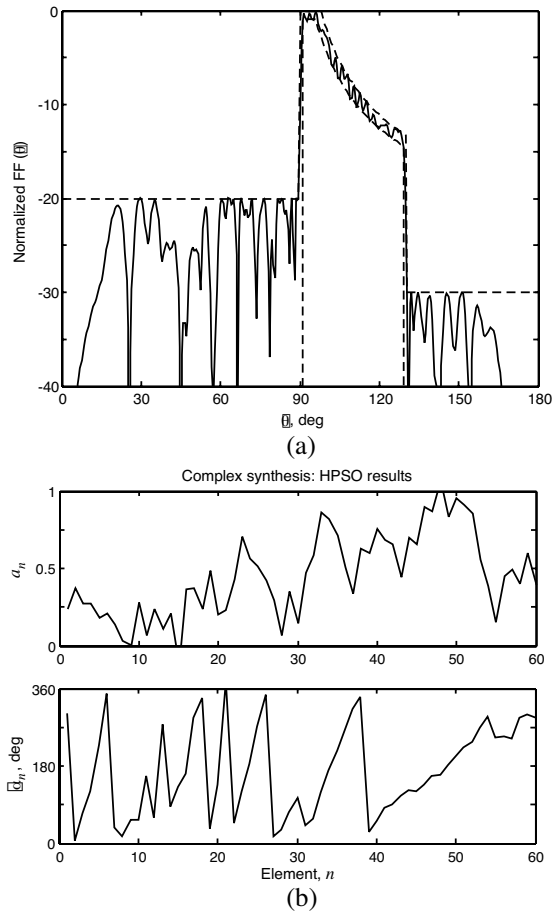 Normalized FF ()
0
-10
-20
-30
-40
0 30 60 90 120 150 180
, deg
(a)
Complex synthesis: HPSO results
aₙ
1
0.5
0
0 10 20 30 40 50 60
ₙ, deg
360
180
0
0 10 20 30 40 50 60
Element, n
(b)